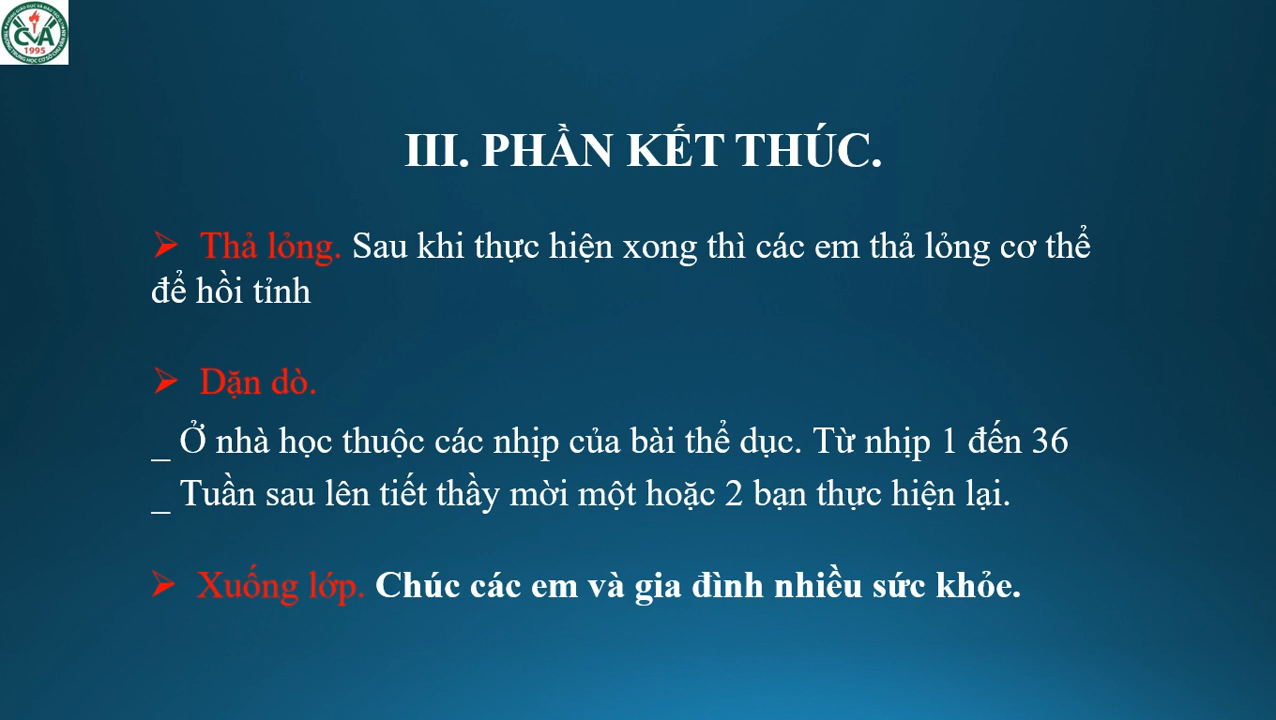 CVA
1995
III. PHẦN KẾT THÚC.
➢ Thả lỏng. Sau khi thực hiện xong thì các em thả lỏng cơ thể
để hồi tỉnh
➢ Dặn dò.
_ Ở nhà học thuộc các nhịp của bài thể dục. Từ nhịp 1 đến 36
_ Tuần sau lên tiết thầy mời một hoặc 2 bạn thực hiện lại.
➢ Xuống lớp. Chúc các em và gia đình nhiều sức khỏe.